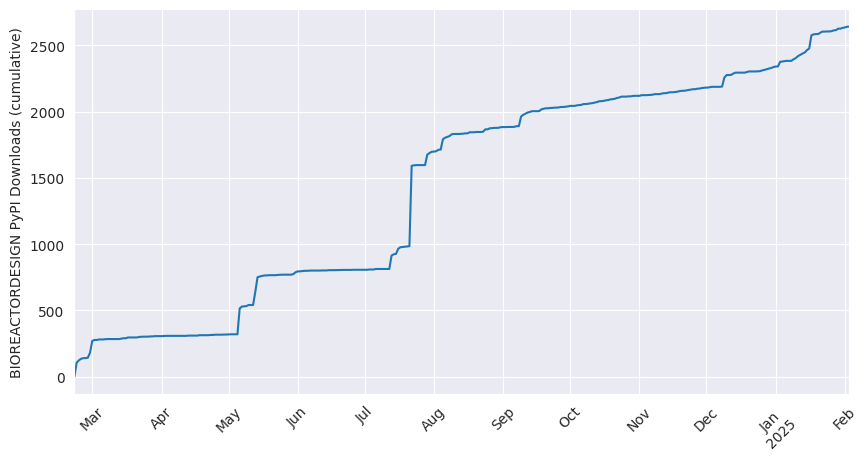 BIOREACTORDESIGN PyPI Downloads (cumulative)
2500
2000
1500
1000
500
0
Mar
Apr
May
Jun
Jul
Aug
Sep
Oct
Nov
Dec
Jan
2025
Feb